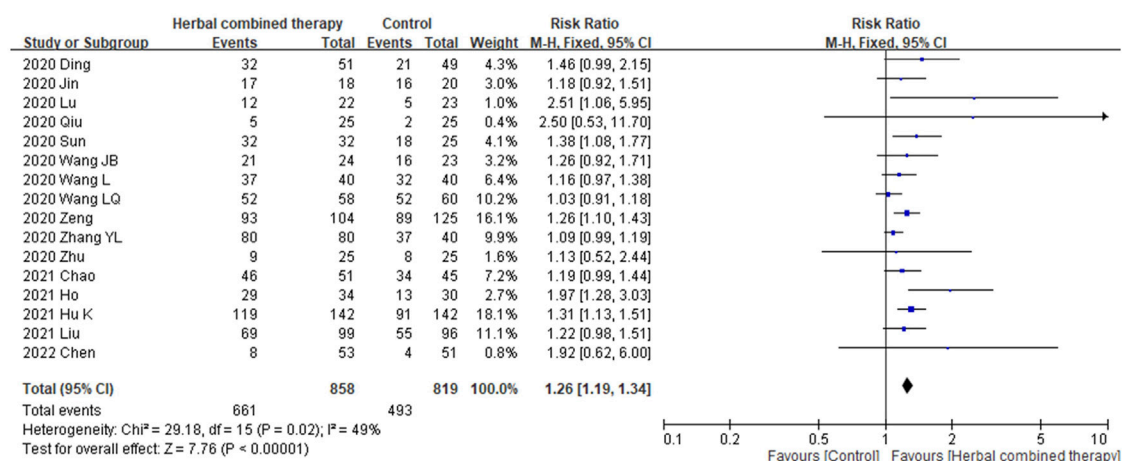 Herbal combined therapy Control Risk Ratio Risk Ratio
Study or Subgroup Events Total Events Total Weight M-H, Fixed, 95% CI M-H, Fixed, 95% CI
2020 Ding 32 51 21 49 4.3% 1.46 [0.99, 2.15]
2020 Jin 17 18 16 20 3.0% 1.18 [0.92, 1.51]
2020 Lu 12 22 5 23 1.0% 2.51 [1.06, 5.95]
2020 Qiu 5 25 2 25 0.4% 2.50 [0.53, 11.70]
2020 Sun 32 32 18 25 4.1% 1.38 [1.08, 1.77]
2020 Wang JB 21 24 16 23 3.2% 1.26 [0.92, 1.71]
2020 Wang L 37 40 32 40 6.4% 1.16 [0.97, 1.38]
2020 Wang LQ 52 58 52 60 10.2% 1.03 [0.91, 1.18]
2020 Zeng 93 104 89 125 16.1% 1.26 [1.10, 1.43]
2020 Zhang YL 80 80 37 40 9.9% 1.09 [0.99, 1.19]
2020 Zhu 9 25 8 25 1.6% 1.13 [0.52, 2.44]
2021 Chao 46 51 34 45 7.2% 1.19 [0.99, 1.44]
2021 Ho 29 34 13 30 2.7% 1.97 [1.28, 3.03]
2021 Hu K 119 142 91 142 18.1% 1.31 [1.13, 1.51]
2021 Liu 69 99 55 96 11.1% 1.22 [0.98, 1.51]
2022 Chen 8 53 4 51 0.8% 1.92 [0.62, 6.00]
Total (95% CI) 858 819 100.0% 1.26 [1.19, 1.34]
Total events 661 493
Heterogeneity: Chi² = 29.18, df = 15 (P = 0.02); I² = 49%
Test for overall effect: Z = 7.76 (P < 0.00001)
0.1 0.2 0.5 1 2 5 10
Favours [Control] Favours [Herbal combined therapy]